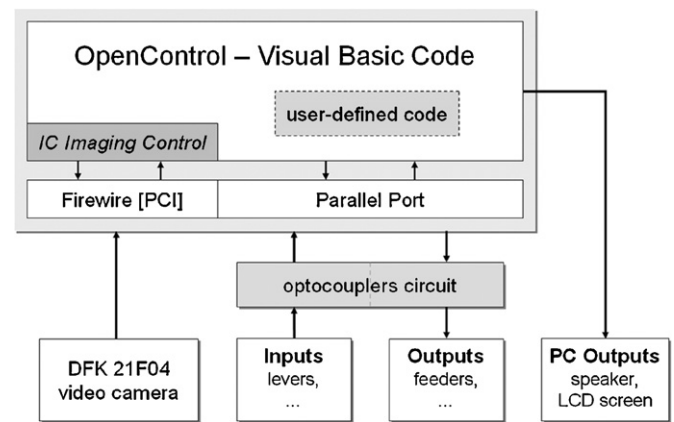 OpenControl – Visual Basic Code
user-defined code
IC Imaging Control
Firewire [PCI]
Parallel Port
optocouplers circuit
DFK 21F04
video camera
Inputs
levers,
...
Outputs
feeders,
...
PC Outputs
speaker,
LCD screen